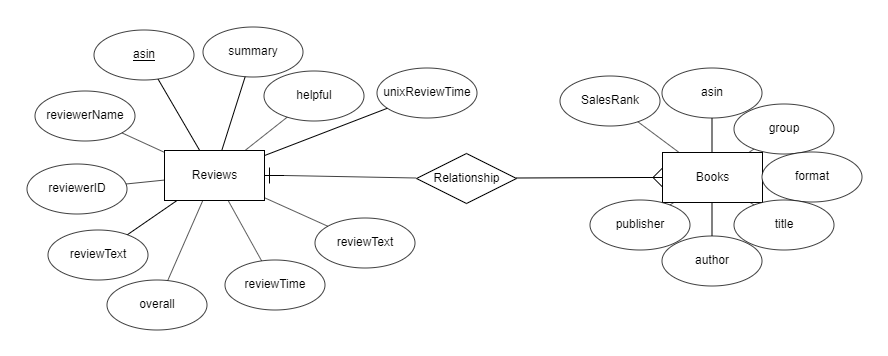 asin
summary
helpful
unixReviewTime
reviewerName
Reviews
reviewerID
reviewText
overall
reviewTime
reviewText
Relationship
SalesRank
asin
group
Books
format
publisher
title
author